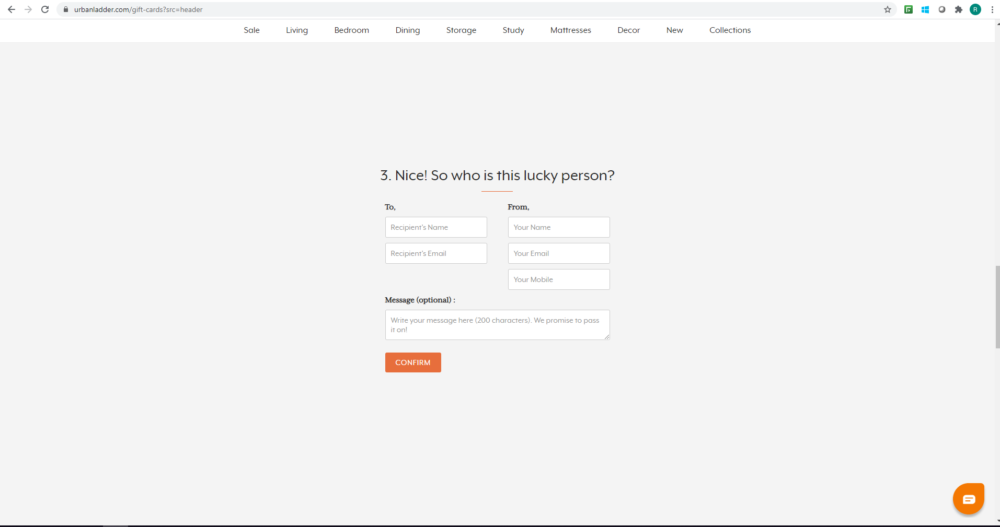 urbanladder.com/gift-cards?src=header
R
Sale Living Bedroom Dining Storage Study Mattresses Decor New Collections
3. Nice! So who is this lucky person?
To, From,
Recipient's Name Your Name
Recipient's Email Your Email
Your Mobile
Message (optional) :
Write your message here (200 characters). We promise to pass
it on!
CONFIRM